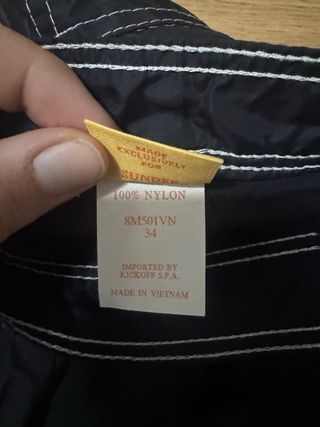 MADE
EXCLUSIVELY
FOR
SUNDEK
100% NYLON
8M501VN
34
IMPORTED BY
KICKOFF S.P.A.
MADE IN VIETNAM